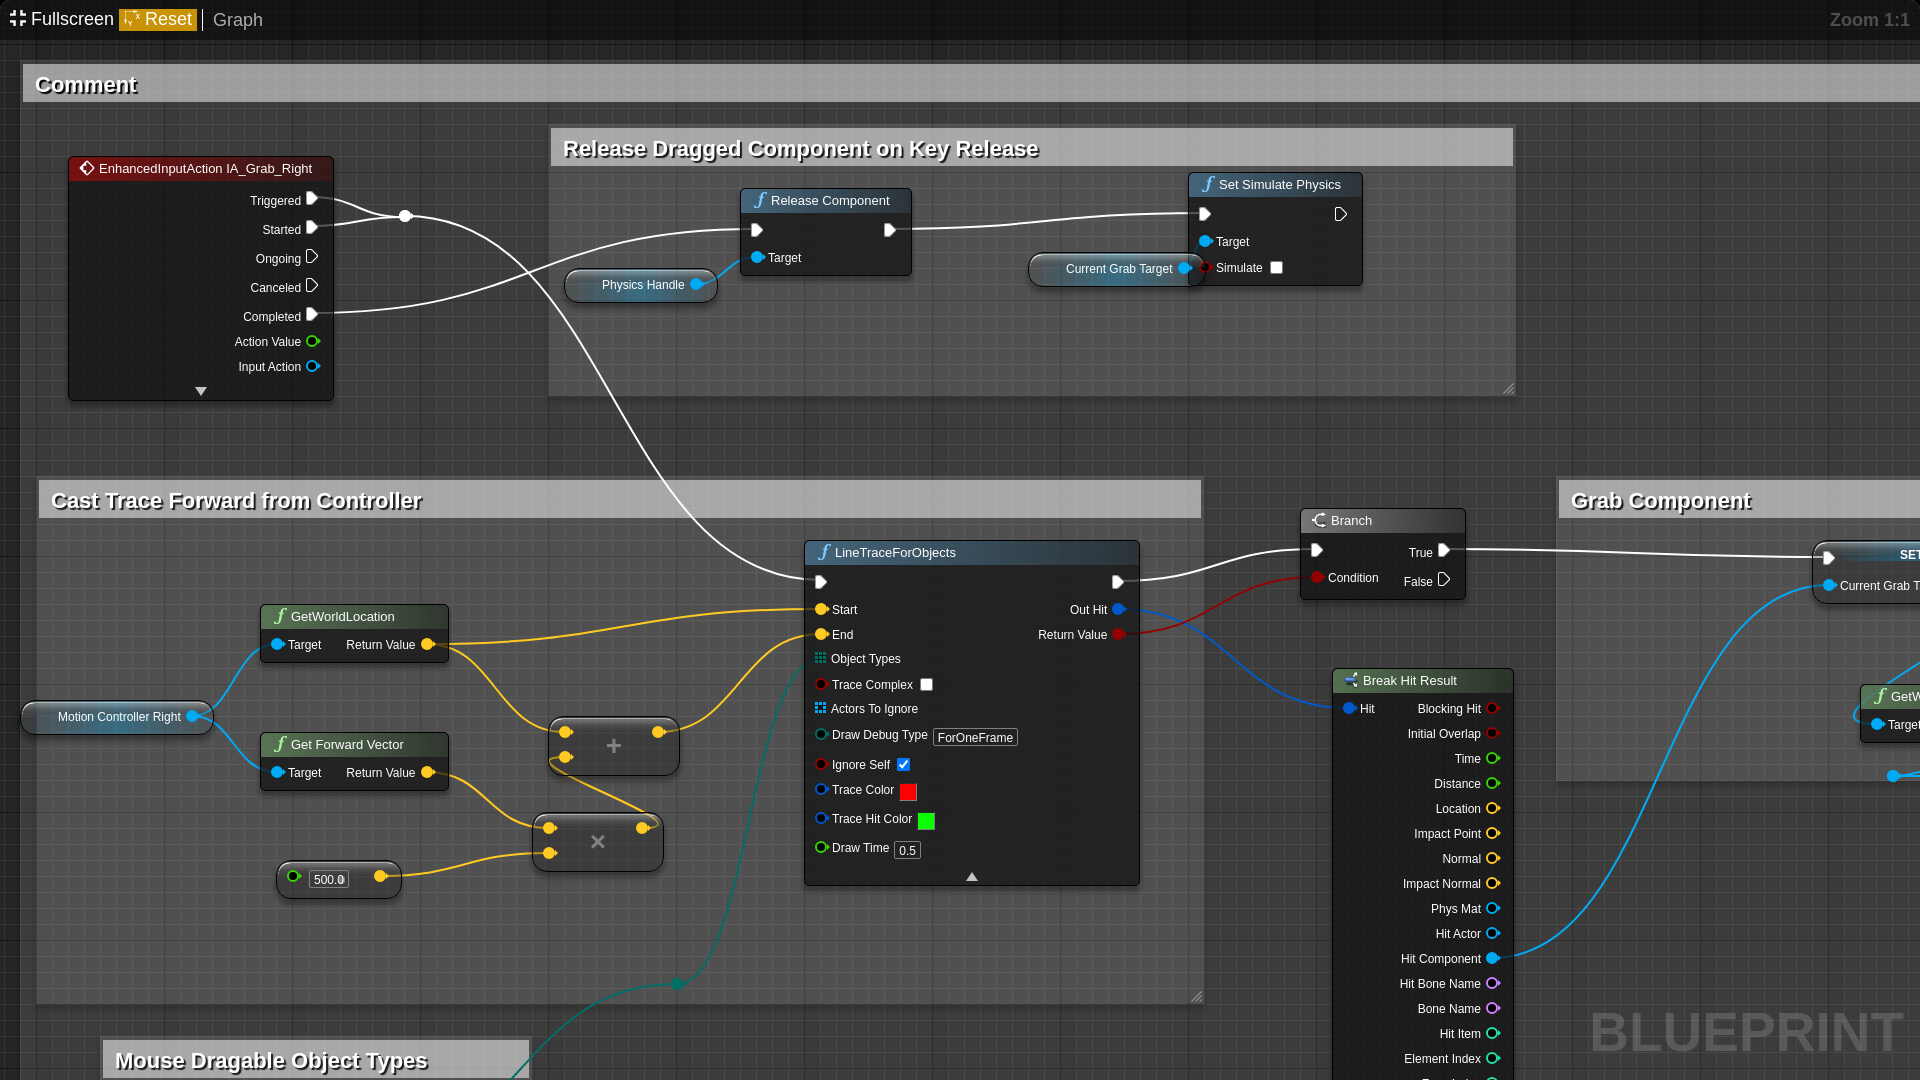 Fullscreen Reset Graph Zoom 1:1
Comment
Release Dragged Component on Key Release
EnhancedInputAction IA_Grab_Right
Triggered
Started
Ongoing
Canceled
Completed
Action Value
Input Action
Release Component
Target
Physics Handle
Set Simulate Physics
Target
Simulate
Current Grab Target
Cast Trace Forward from Controller
GetWorldLocation
Target Return Value
Motion Controller Right
Get Forward Vector
Target Return Value
+
×
500.0
LineTraceForObjects
Start Out Hit
End Return Value
Object Types
Trace Complex
Actors To Ignore
Draw Debug Type ForOneFrame
Ignore Self
Trace Color
Trace Hit Color
Draw Time 0.5
Branch
True
Condition False
Break Hit Result
Hit Blocking Hit
Initial Overlap
Time
Distance
Location
Impact Point
Normal
Impact Normal
Phys Mat
Hit Actor
Hit Component
Hit Bone Name
Bone Name
Hit Item
Element Index
Grab Component
SET
Current Grab T
GetW
Target
Mouse Dragable Object Types
BLUEPRINT